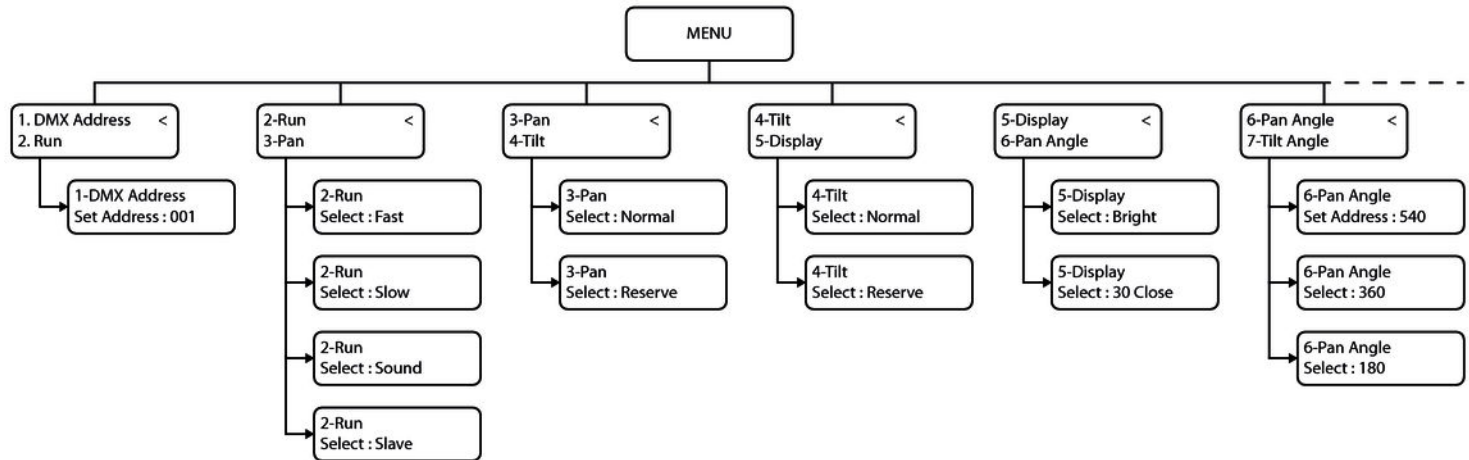 MENU
1. DMX Address <
2. Run
1-DMX Address
Set Address : 001
2-Run <
3-Pan
2-Run
Select : Fast
2-Run
Select : Slow
2-Run
Select : Sound
2-Run
Select : Slave
3-Pan <
4-Tilt
3-Pan
Select : Normal
3-Pan
Select : Reserve
4-Tilt <
5-Display
4-Tilt
Select : Normal
4-Tilt
Select : Reserve
5-Display <
6-Pan Angle
5-Display
Select : Bright
5-Display
Select : 30 Close
6-Pan Angle <
7-Tilt Angle
6-Pan Angle
Set Address : 540
6-Pan Angle
Select : 360
6-Pan Angle
Select : 180